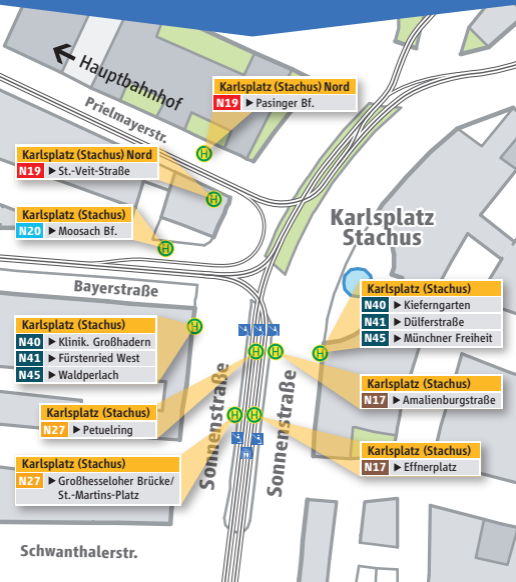 Hauptbahnhof
Prielmayerstr.
Karlsplatz (Stachus) Nord
N19 ▶ Pasinger Bf.
H
Karlsplatz (Stachus) Nord
N19 ▶ St.-Veit-Straße
H
Karlsplatz (Stachus)
N20 ▶ Moosach Bf.
H
Karlsplatz
Stachus
Bayerstraße
Karlsplatz (Stachus)
N40 ▶ Kieferngarten
N41 ▶ Dülferstraße
N45 ▶ Münchner Freiheit
H
Karlsplatz (Stachus)
N40 ▶ Klinik. Großhadern
N41 ▶ Fürstenried West
N45 ▶ Waldperlach
H
H
H
Karlsplatz (Stachus)
N17 ▶ Amalienburgstraße
Karlsplatz (Stachus)
N27 ▶ Petuelring
H
H
Sonnenstraße
Sonnenstraße
Karlsplatz (Stachus)
N17 ▶ Effnerplatz
Karlsplatz (Stachus)
N27 ▶ Großhesseloher Brücke/
St.-Martins-Platz
Schwanthalerstr.